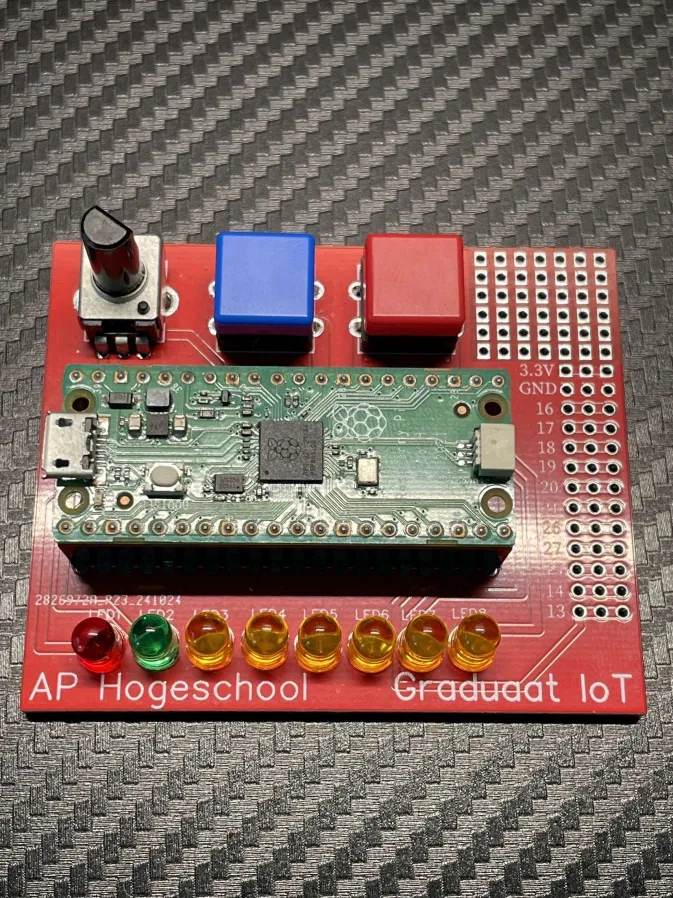 3.3V
GND
16
17
18
19
20
21
26
27
14
13
2826972A_P23_241024
LED1 LED2 LED3 LED4 LED5 LED6 LED7 LED8
AP Hogeschool Graduaat IoT